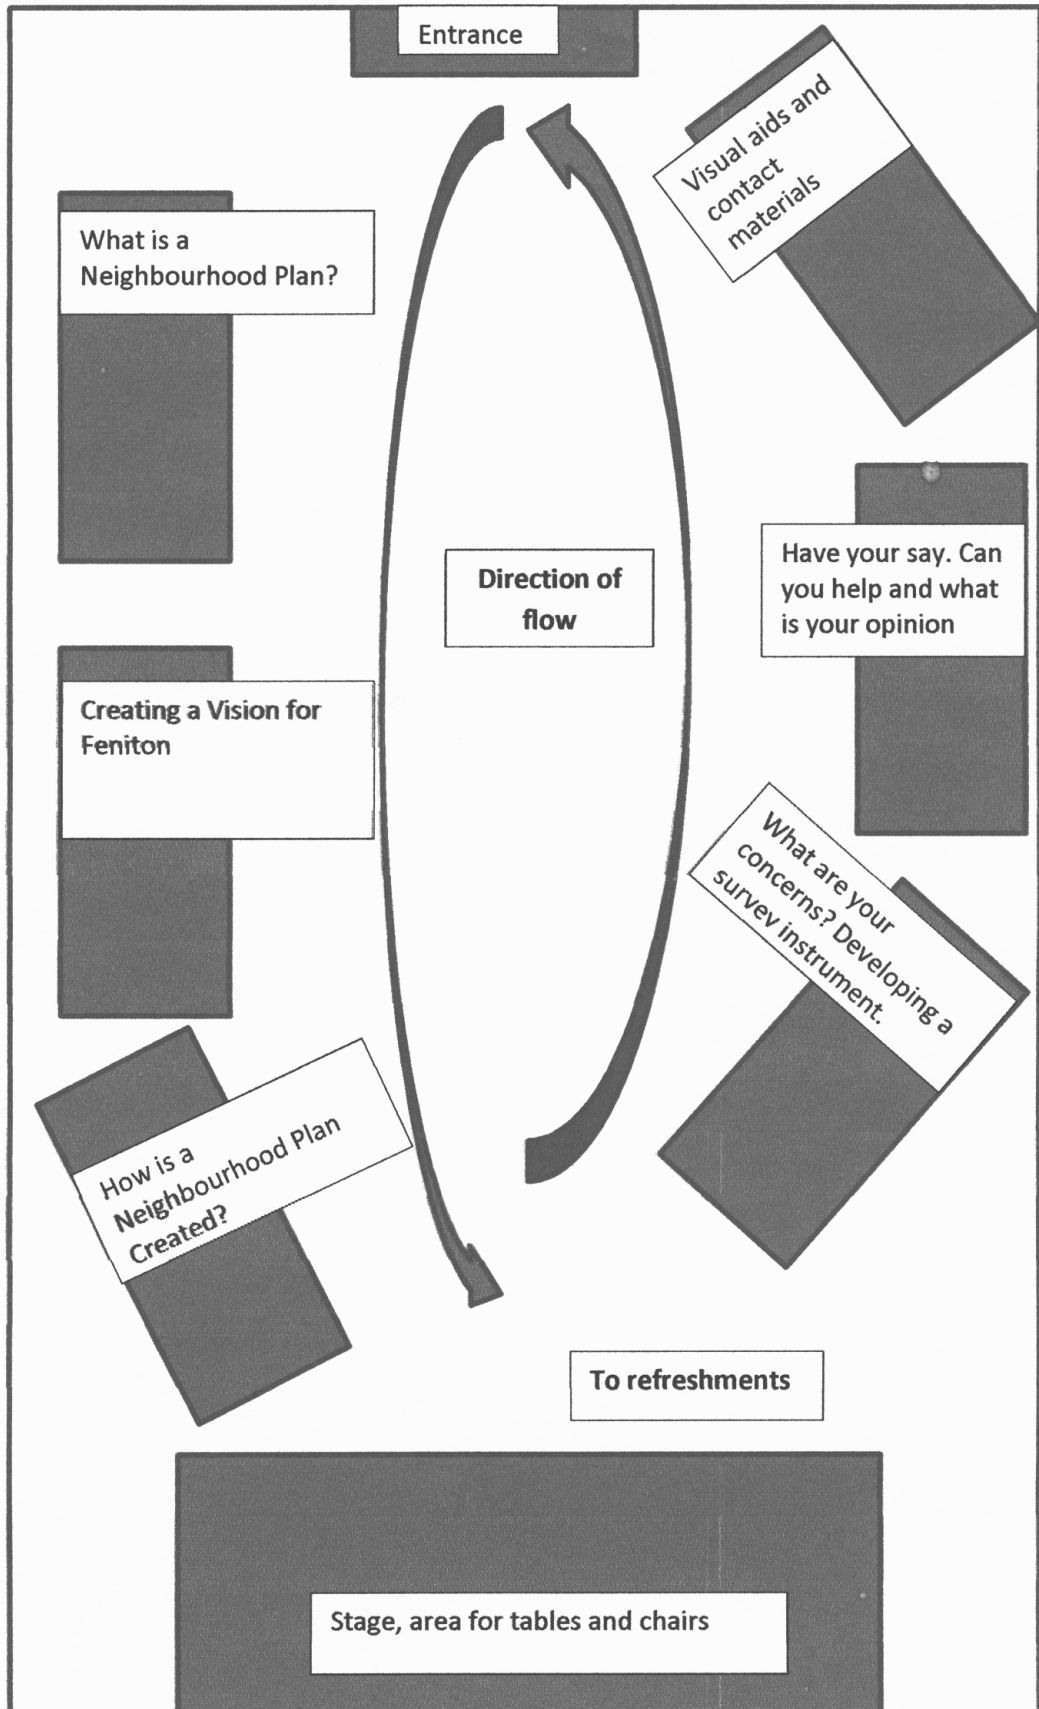 Entrance
Visual aids and
contact
materials
What is a
Neighbourhood Plan?
Direction of
flow
Have your say. Can
you help and what
is your opinion
Creating a Vision for
Feniton
What are your
concerns? Developing a
survey instrument.
How is a
Neighbourhood Plan
Created?
To refreshments
Stage, area for tables and chairs